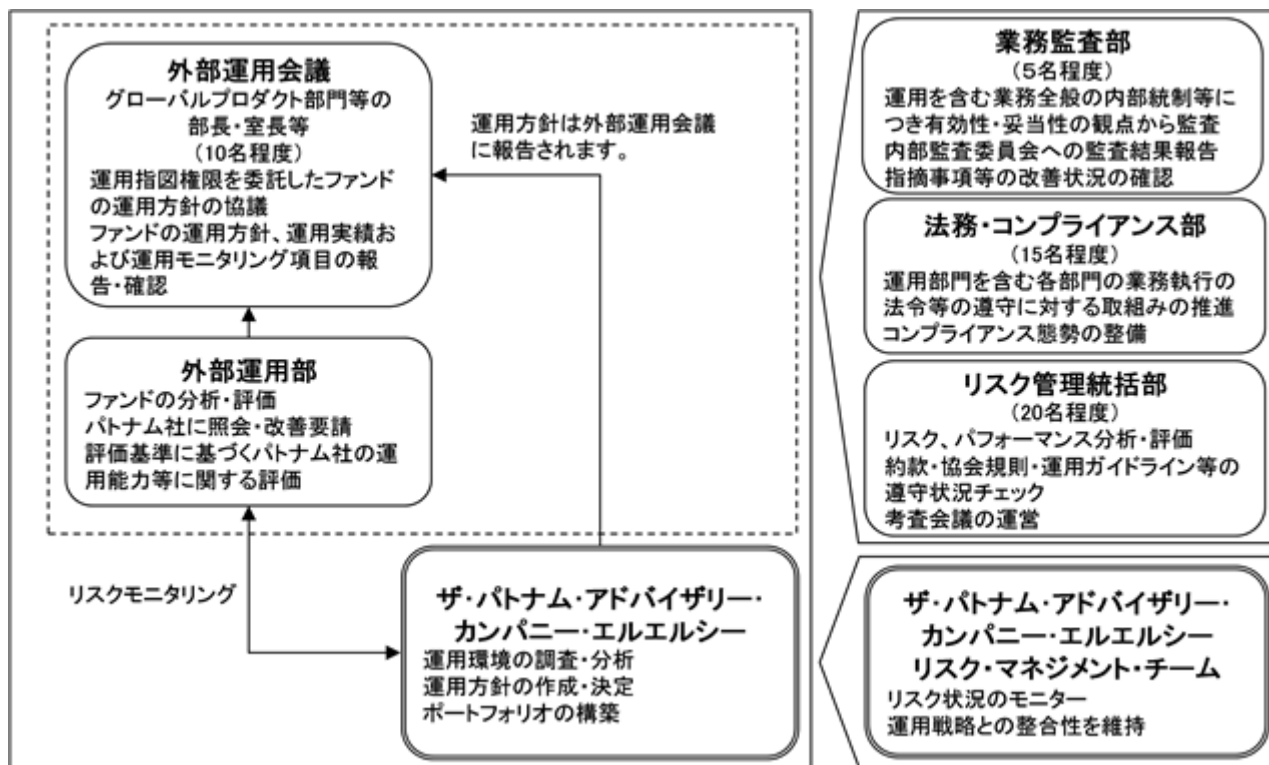 外部運用会議
グローバルプロダクト部門等の
部長・室長等
(10名程度)
運用指図権限を委託したファンド
の運用方針の協議
ファンドの運用方針、運用実績お
よび運用モニタリング項目の報
告・確認
運用方針は外部運用会議
に報告されます。
外部運用部
ファンドの分析・評価
パトナム社に照会・改善要請
評価基準に基づくパトナム社の運
用能力等に関する評価
リスクモニタリング
ザ・パトナム・アドバイザリー・
カンパニー・エルエルシー
運用環境の調査・分析
運用方針の作成・決定
ポートフォリオの構築
業務監査部
(5名程度)
運用を含む業務全般の内部統制等に
つき有効性・妥当性の観点から監査
内部監査委員会への監査結果報告
指摘事項等の改善状況の確認
法務・コンプライアンス部
(15名程度)
運用部門を含む各部門の業務執行の
法令等の遵守に対する取組みの推進
コンプライアンス態勢の整備
リスク管理統括部
(20名程度)
リスク、パフォーマンス分析・評価
約款・協会規則・運用ガイドライン等の
遵守状況チェック
考査会議の運営
ザ・パトナム・アドバイザリー・
カンパニー・エルエルシー
リスク・マネジメント・チーム
リスク状況のモニター
運用戦略との整合性を維持